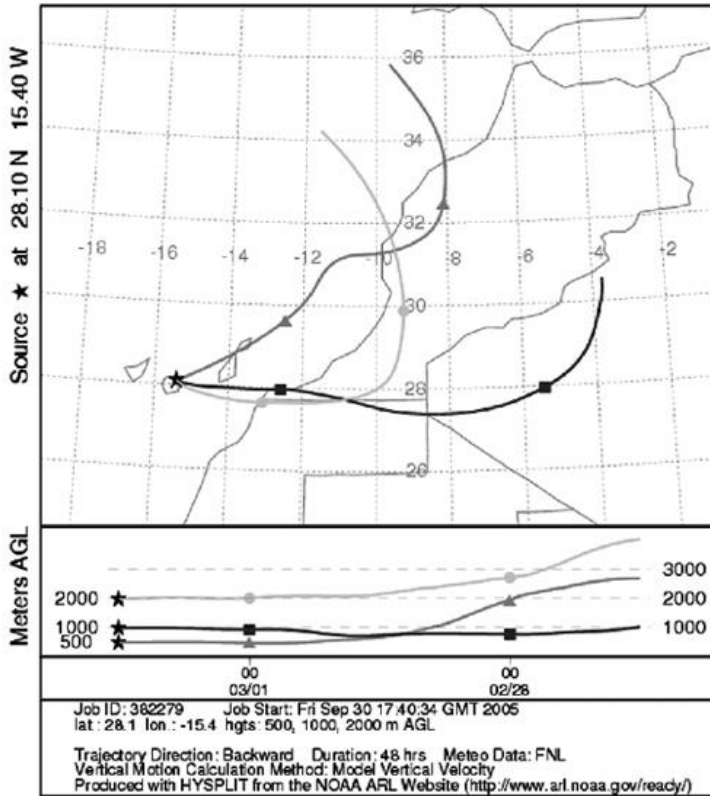 Source ★ at 28.10 N 15.40 W
36
34
32
-18 -16 -14 -12 -10 -8 -6 -4 -2
30
28
26
Meters AGL
3000
2000 2000
1000 1000
500
00 00
03/01 02/28
Job ID: 382279 Job Start: Fri Sep 30 17:40:34 GMT 2005
lat.: 28.1 lon.: -15.4 hgts: 500, 1000, 2000 m AGL
Trajectory Direction: Backward Duration: 48 hrs Meteo Data: FNL
Vertical Motion Calculation Method: Model Vertical Velocity
Produced with HYSPLIT from the NOAA ARL Website (http://www.arl.noaa.gov/ready/)